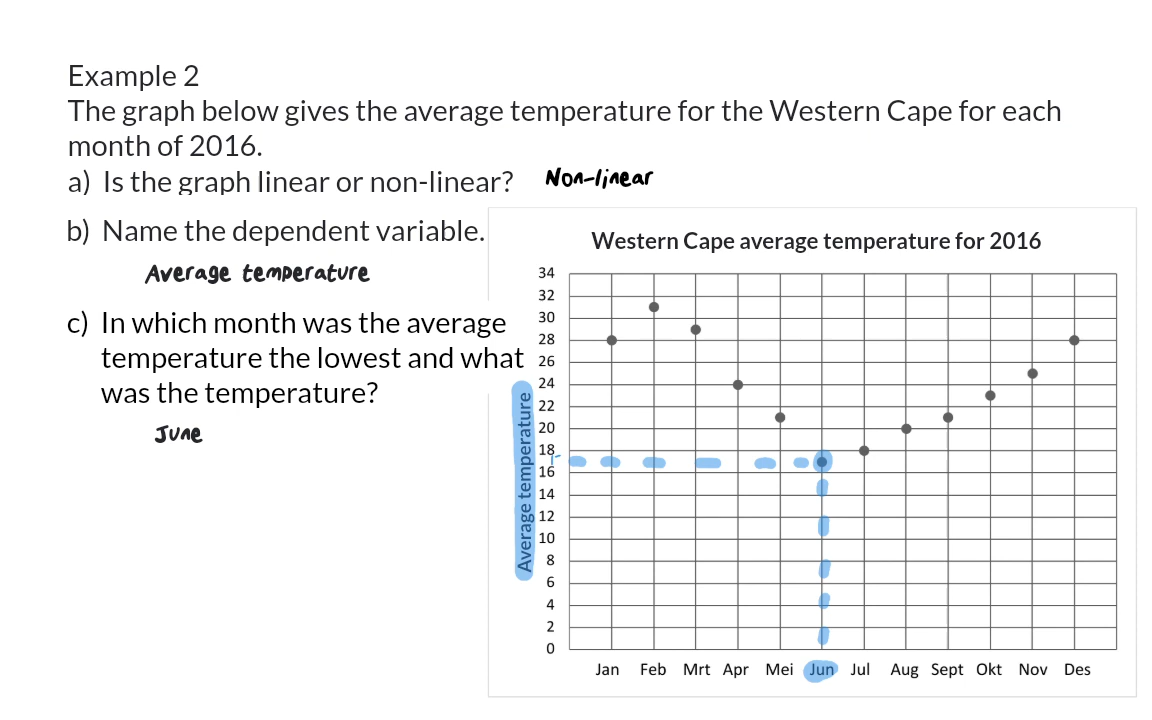 Example 2
The graph below gives the average temperature for the Western Cape for each
month of 2016.
a) Is the graph linear or non-linear? Non-linear
b) Name the dependent variable.
Average temperature
c) In which month was the average
temperature the lowest and what
was the temperature?
June
Western Cape average temperature for 2016
Average temperature
34
32
30
28
26
24
22
20
18
16
14
12
10
8
6
4
2
0
Jan Feb Mrt Apr Mei Jun Jul Aug Sept Okt Nov Des